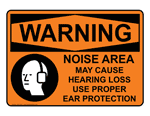 WARNING
NOISE AREA
MAY CAUSE
HEARING LOSS
USE PROPER
EAR PROTECTION